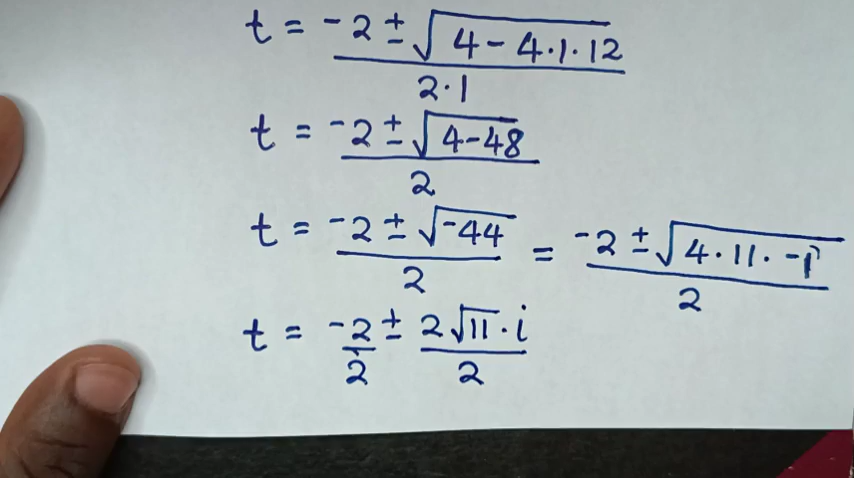 t = -2 ± √4 - 4·1·12 / 2·1
t = -2 ± √4-48 / 2
t = -2 ± √-44 / 2 = -2 ± √4·11·-1 / 2
t = -2/2 ± 2√11·i / 2